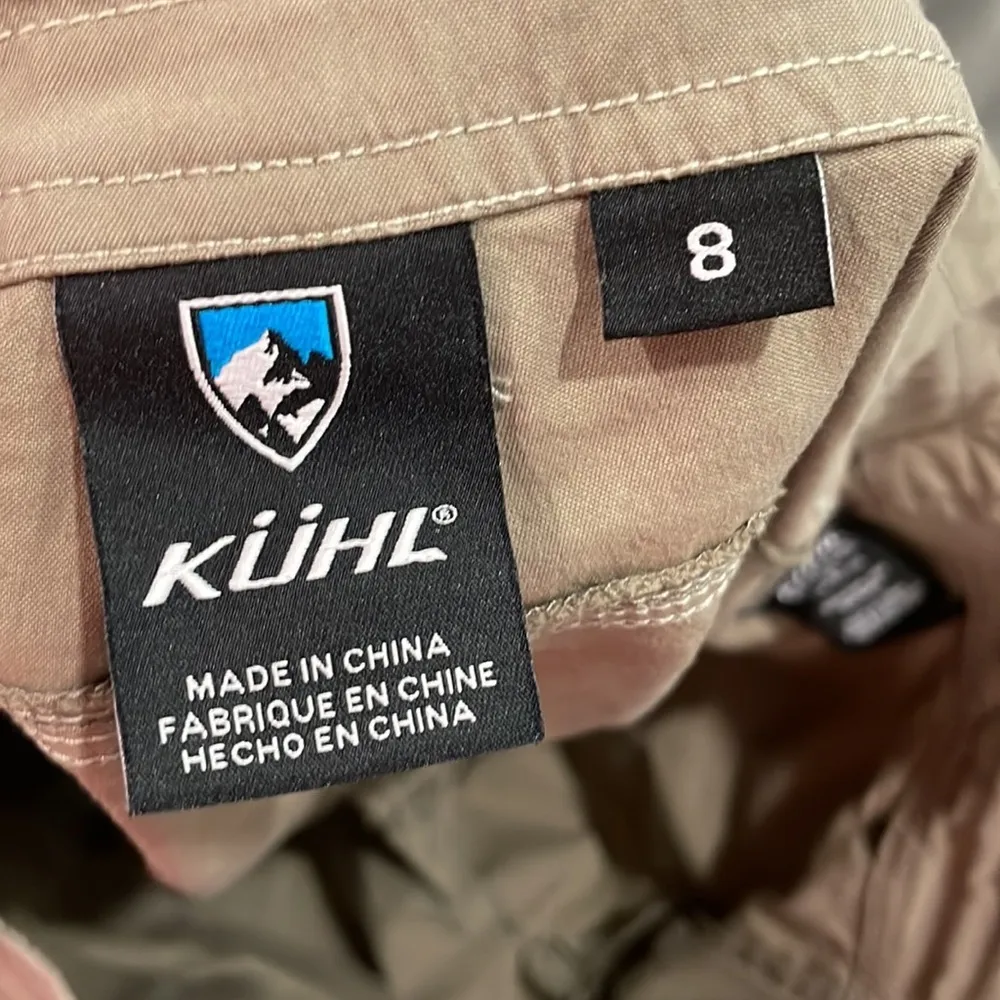 8
KÜHL®
MADE IN CHINA
FABRIQUE EN CHINE
HECHO EN CHINA